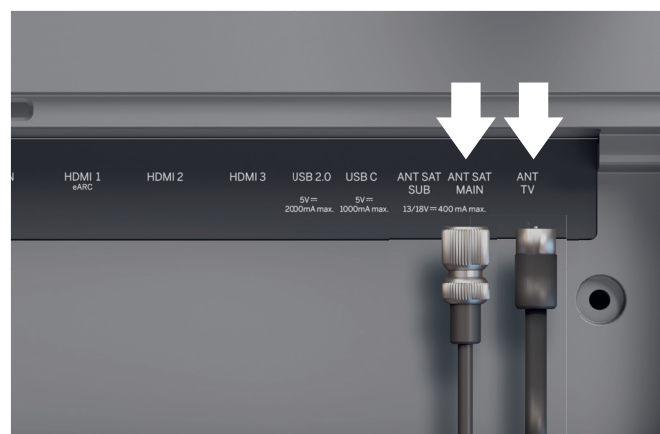 N
HDMI 1
eARC
HDMI 2
HDMI 3
USB 2.0
5V⎓
2000mA max.
USB C
5V⎓
1000mA max.
ANT SAT
SUB
ANT SAT
MAIN
13/18V⎓400 mA max.
ANT
TV